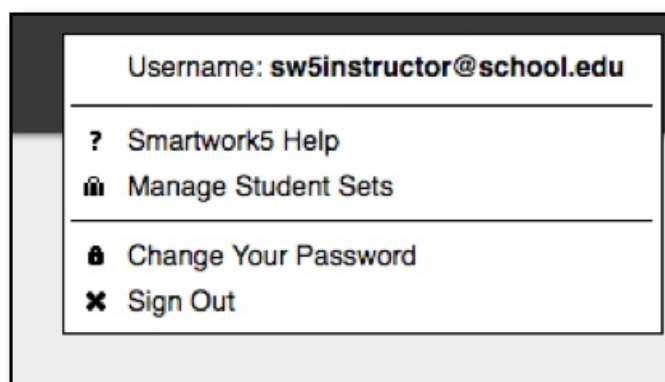 Username: sw5instructor@school.edu
? Smartwork5 Help
Manage Student Sets
Change Your Password
Sign Out